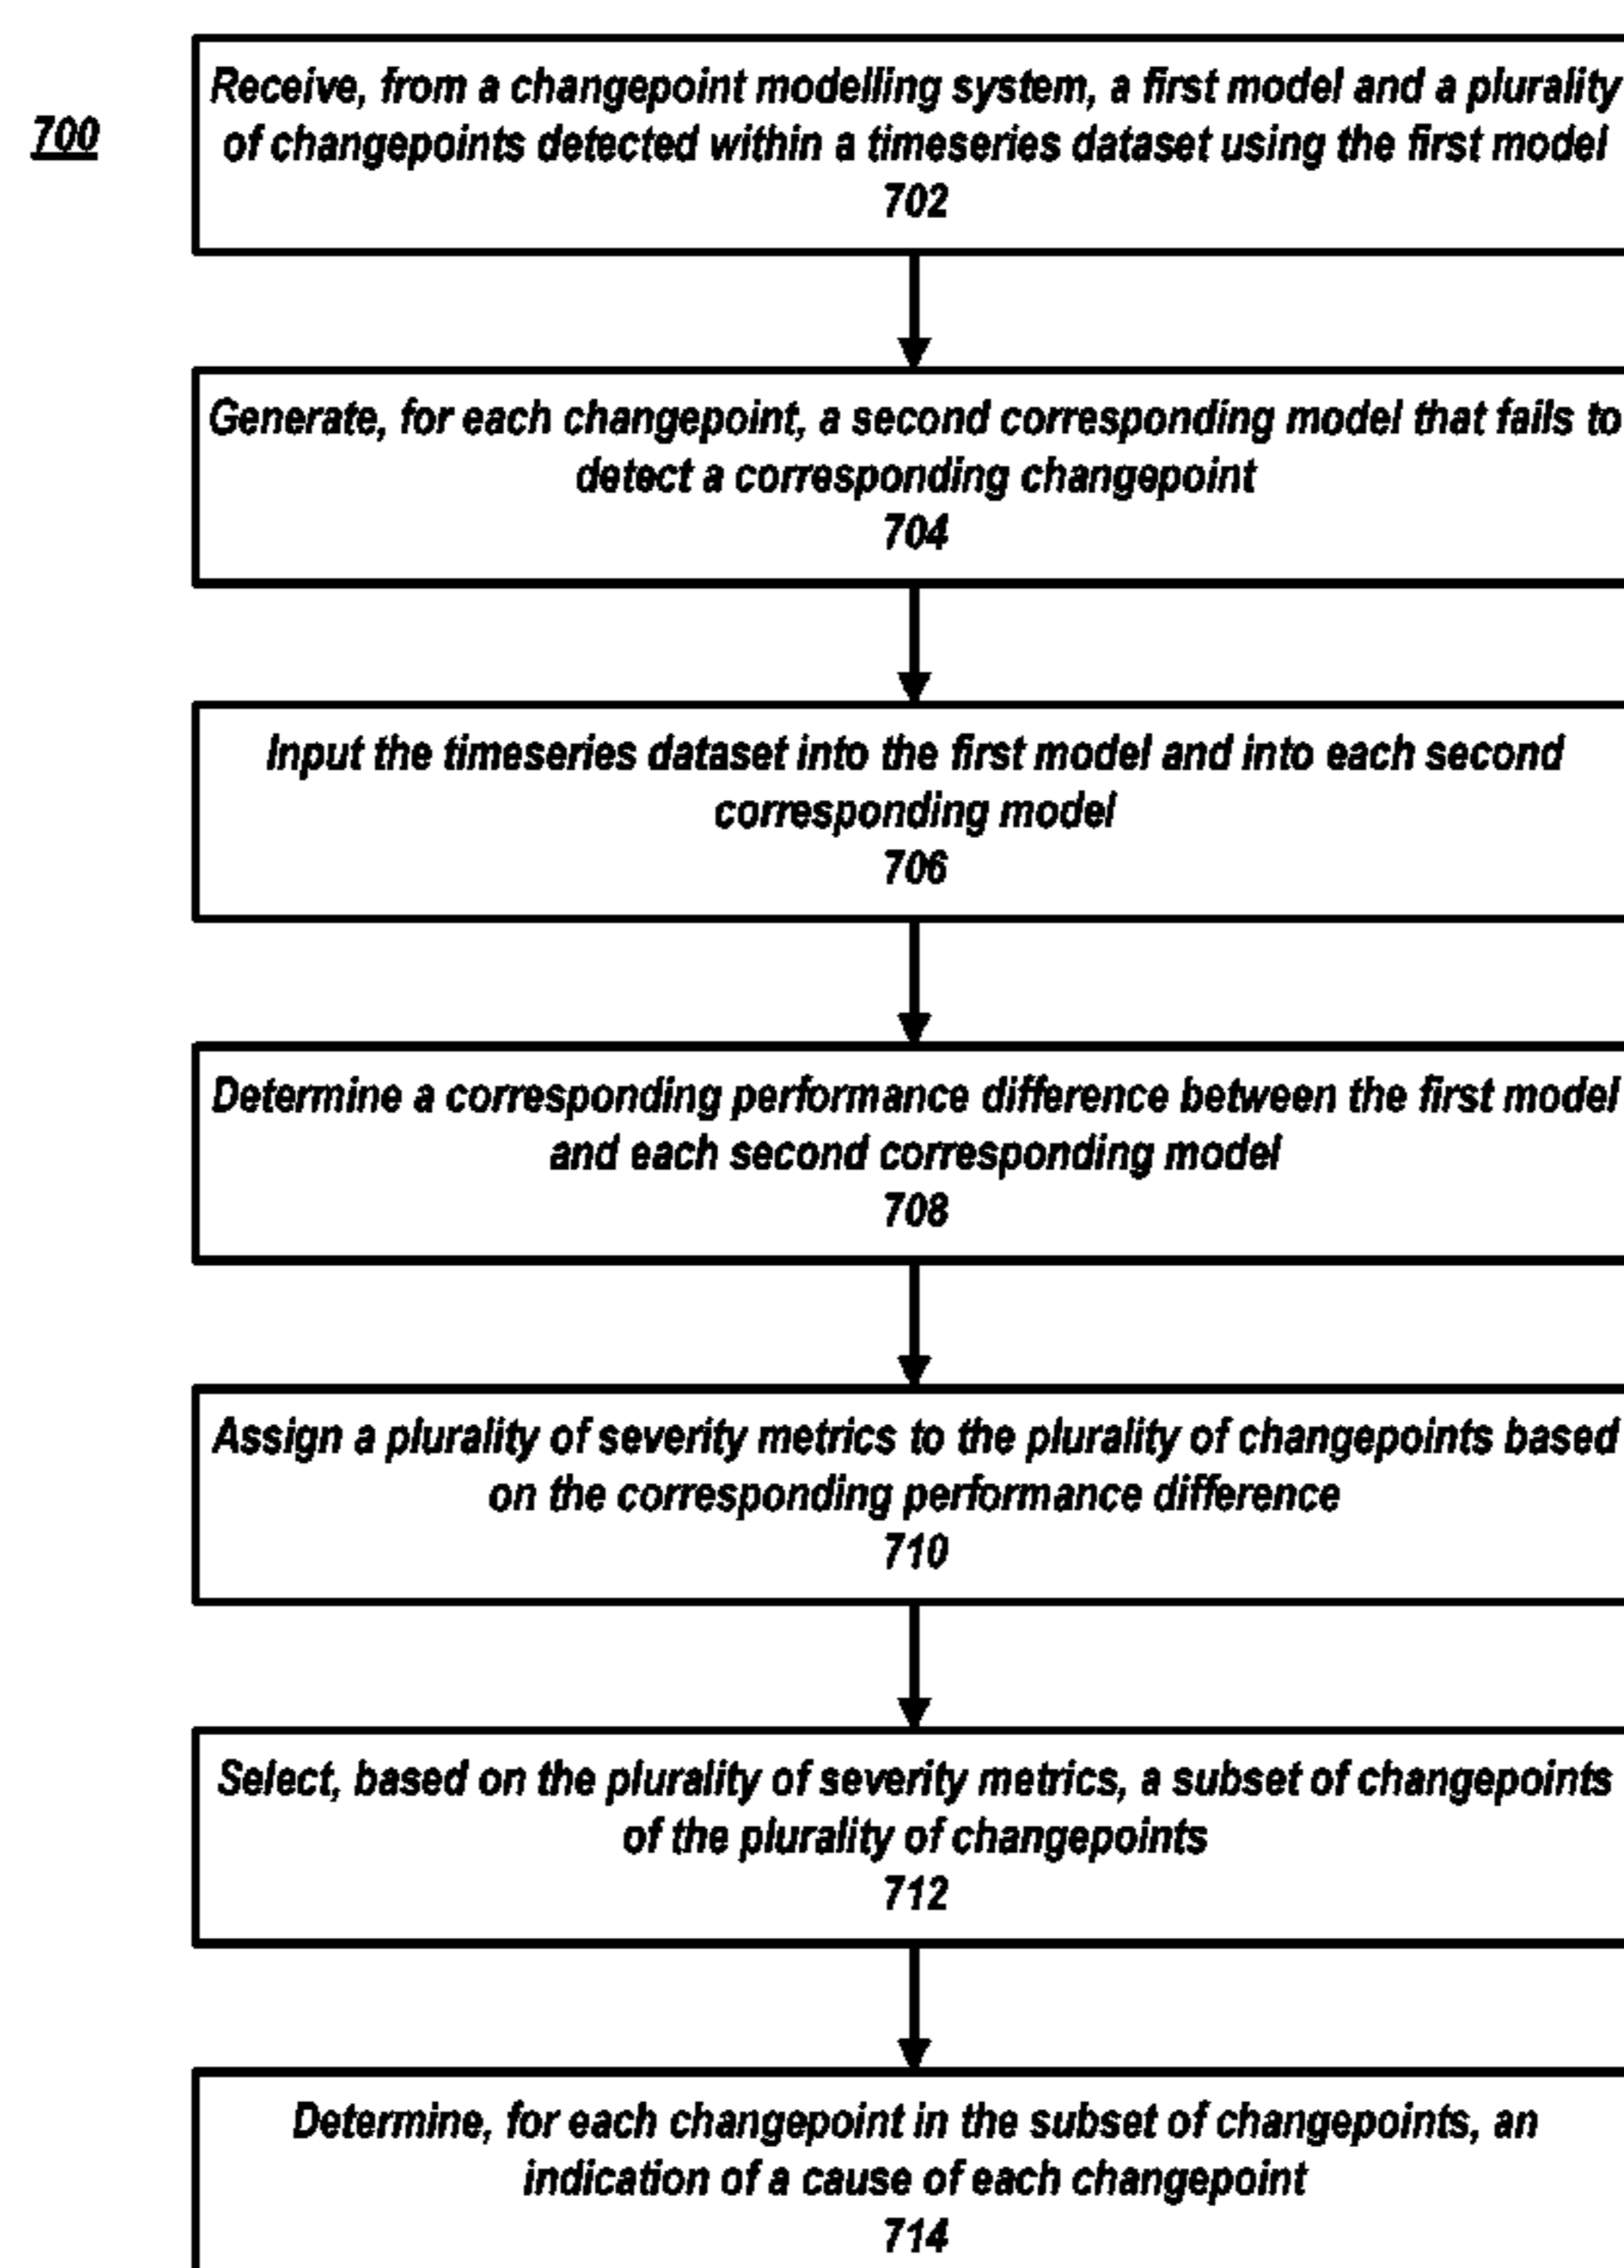 700
Receive, from a changepoint modelling system, a first model and a plurality
of changepoints detected within a timeseries dataset using the first model
702
Generate, for each changepoint, a second corresponding model that fails to
detect a corresponding changepoint
704
Input the timeseries dataset into the first model and into each second
corresponding model
706
Determine a corresponding performance difference between the first model
and each second corresponding model
708
Assign a plurality of severity metrics to the plurality of changepoints based
on the corresponding performance difference
710
Select, based on the plurality of severity metrics, a subset of changepoints
of the plurality of changepoints
712
Determine, for each changepoint in the subset of changepoints, an
indication of a cause of each changepoint
714